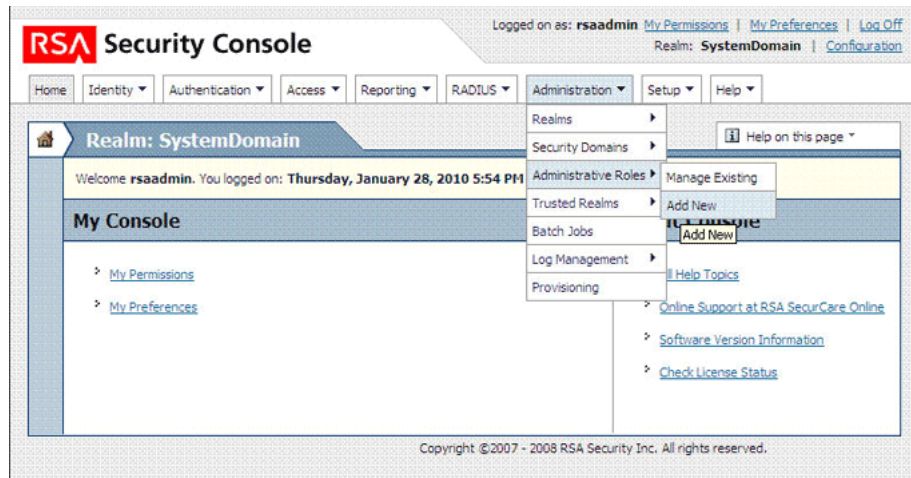 Logged on as: rsaadmin My Permissions | My Preferences | Log Off
RSA Security Console
Realm: SystemDomain | Configuration
Home Identity Authentication Access Reporting RADIUS Administration Setup Help
Realms
Security Domains
Administrative Roles
Trusted Realms
Batch Jobs
Log Management
Provisioning
Manage Existing
Add New
Add New
Realm: SystemDomain
Help on this page
Welcome rsaadmin. You logged on: Thursday, January 28, 2010 5:54 PM
My Console
My Permissions
My Preferences
Help Topics
Online Support at RSA SecurCare Online
Software Version Information
Check License Status
Copyright ©2007 - 2008 RSA Security Inc. All rights reserved.